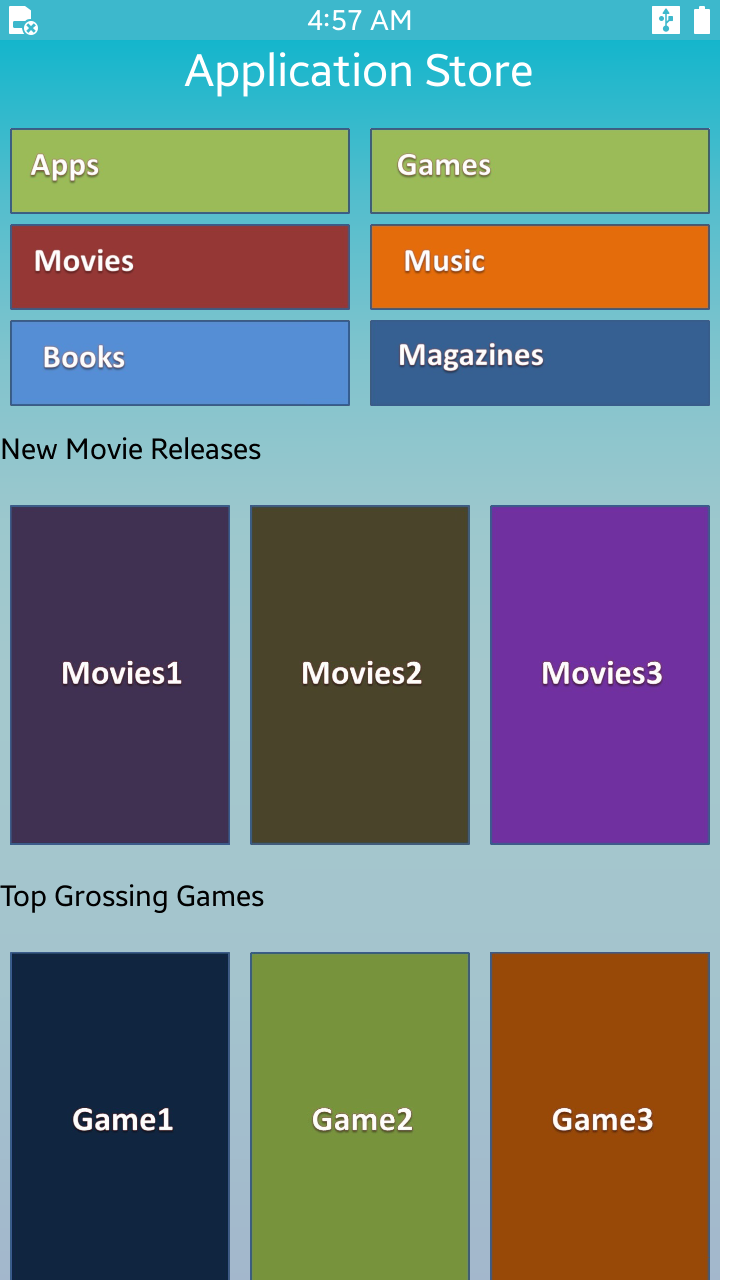 4:57 AM
Application Store
Apps Games
Movies Music
Books Magazines
New Movie Releases
Movies1 Movies2 Movies3
Top Grossing Games
Game1 Game2 Game3